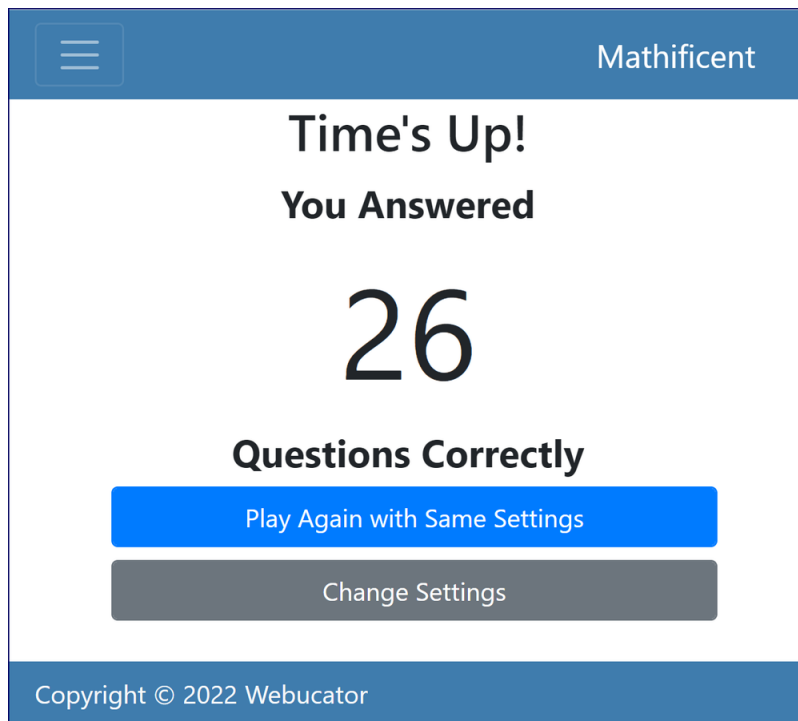 Mathificent
Time's Up!
You Answered
26
Questions Correctly
Play Again with Same Settings
Change Settings
Copyright © 2022 Webucator